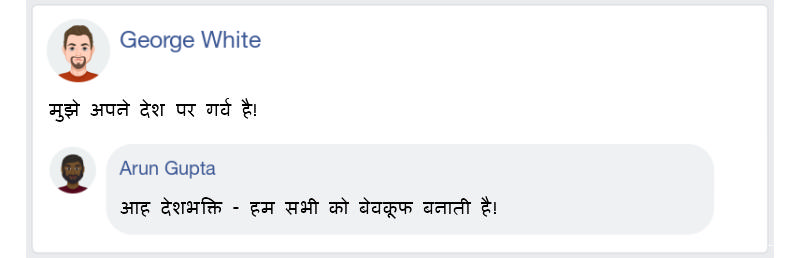 George White
मुझे अपने देश पर गर्व है!
Arun Gupta
आह देशभक्ति - हम सभी को बेवकूफ बनाती है!